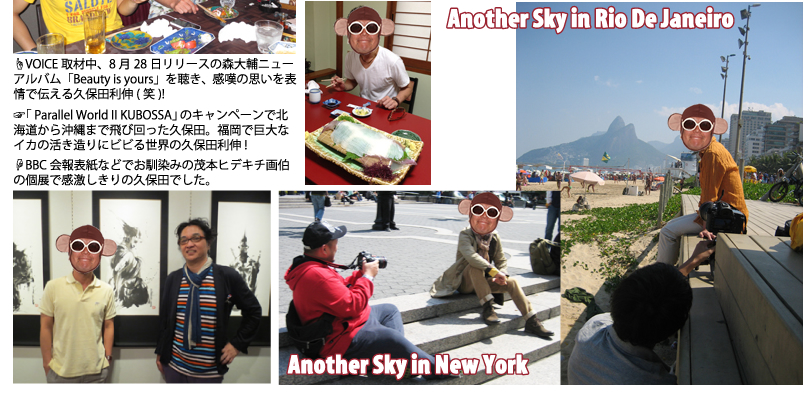 SUNSHINE
BRASIL
Another Sky in Rio De Janeiro
☝VOICE 取材中、8 月 28 日リリースの森大輔ニュー
アルバム「Beauty is yours」を聴き、感嘆の思いを表
情で伝える久保田利伸 ( 笑 )!
☞「Parallel World II KUBOSSA」のキャンペーンで北
海道から沖縄まで飛び回った久保田。福岡で巨大な
イカの活き造りにビビる世界の久保田利伸 !
☟BBC 会報表紙などでお馴染みの茂本ヒデキチ画伯
の個展で感激しきりの久保田でした。
Another Sky in New York